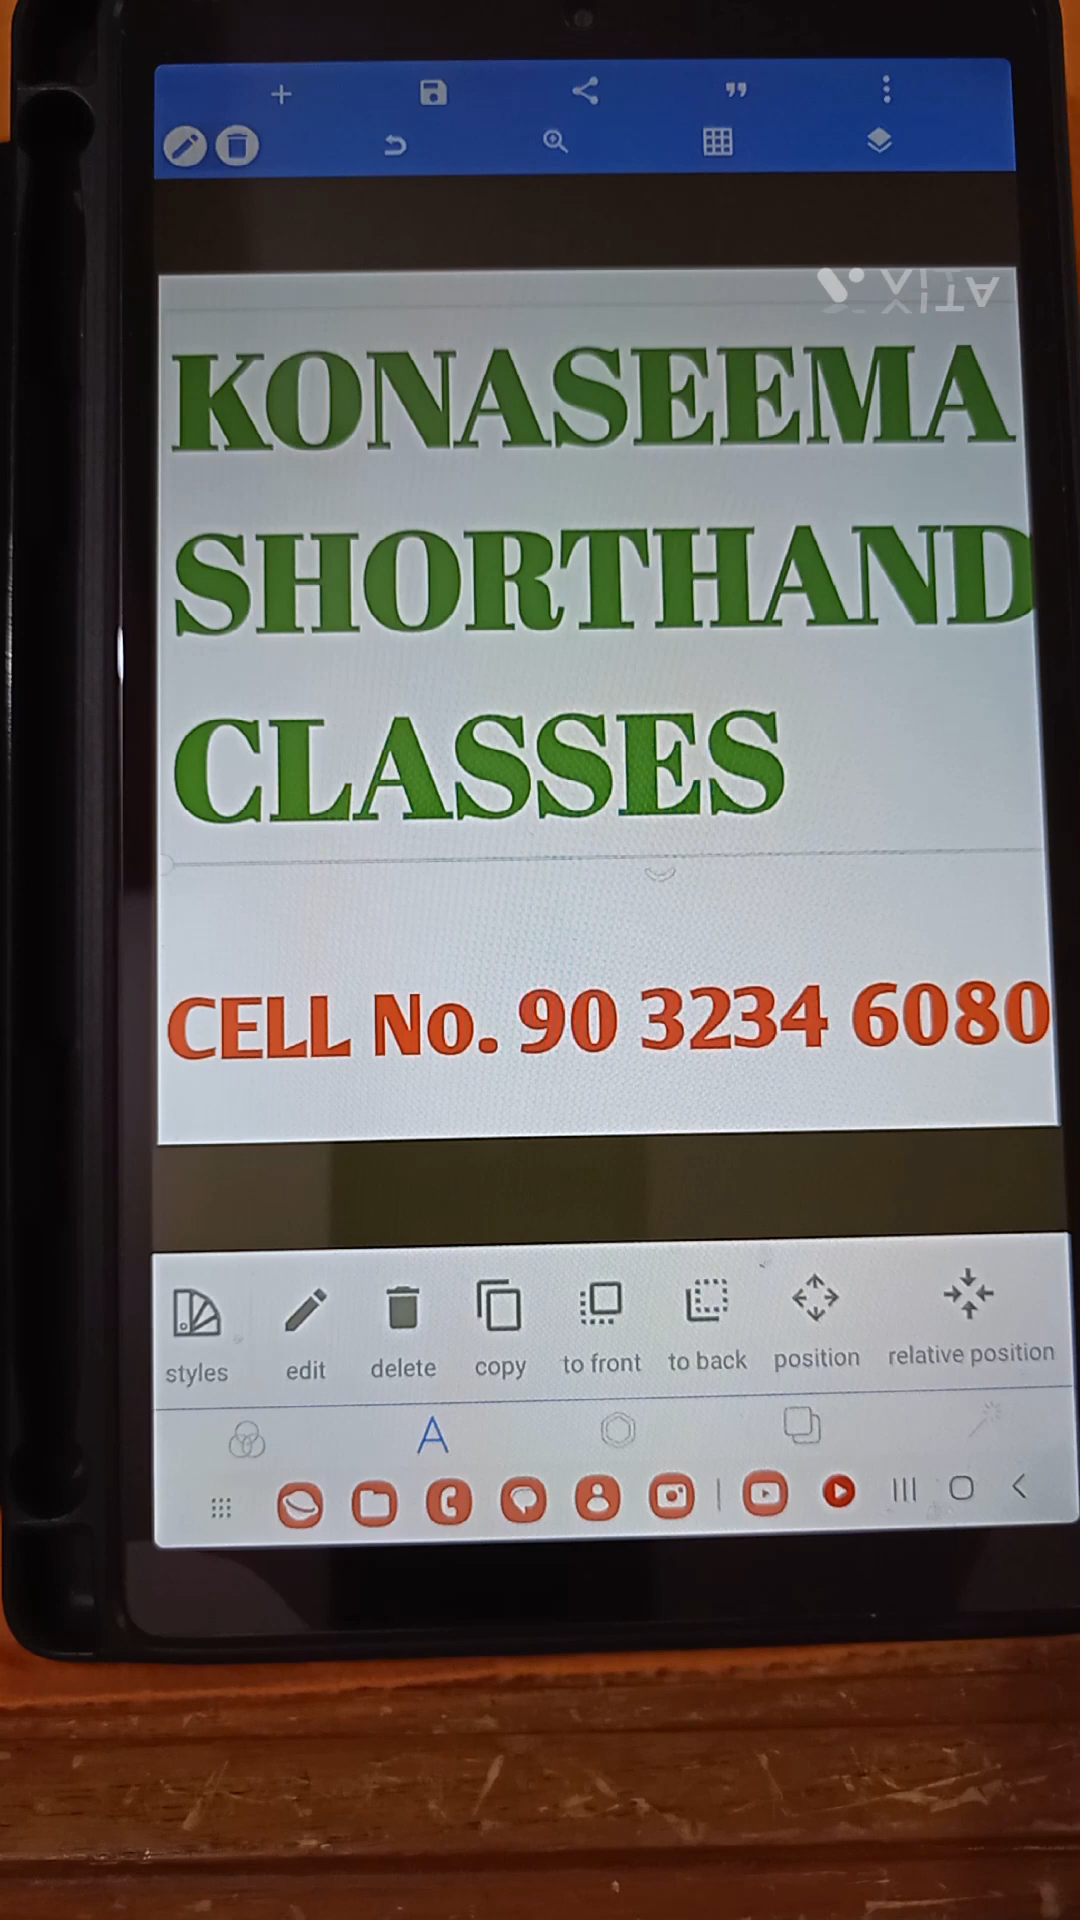 VITA
KONASEEMA
SHORTHAND
CLASSES
CELL No. 90 3234 6080
styles edit delete copy to front to back position relative position